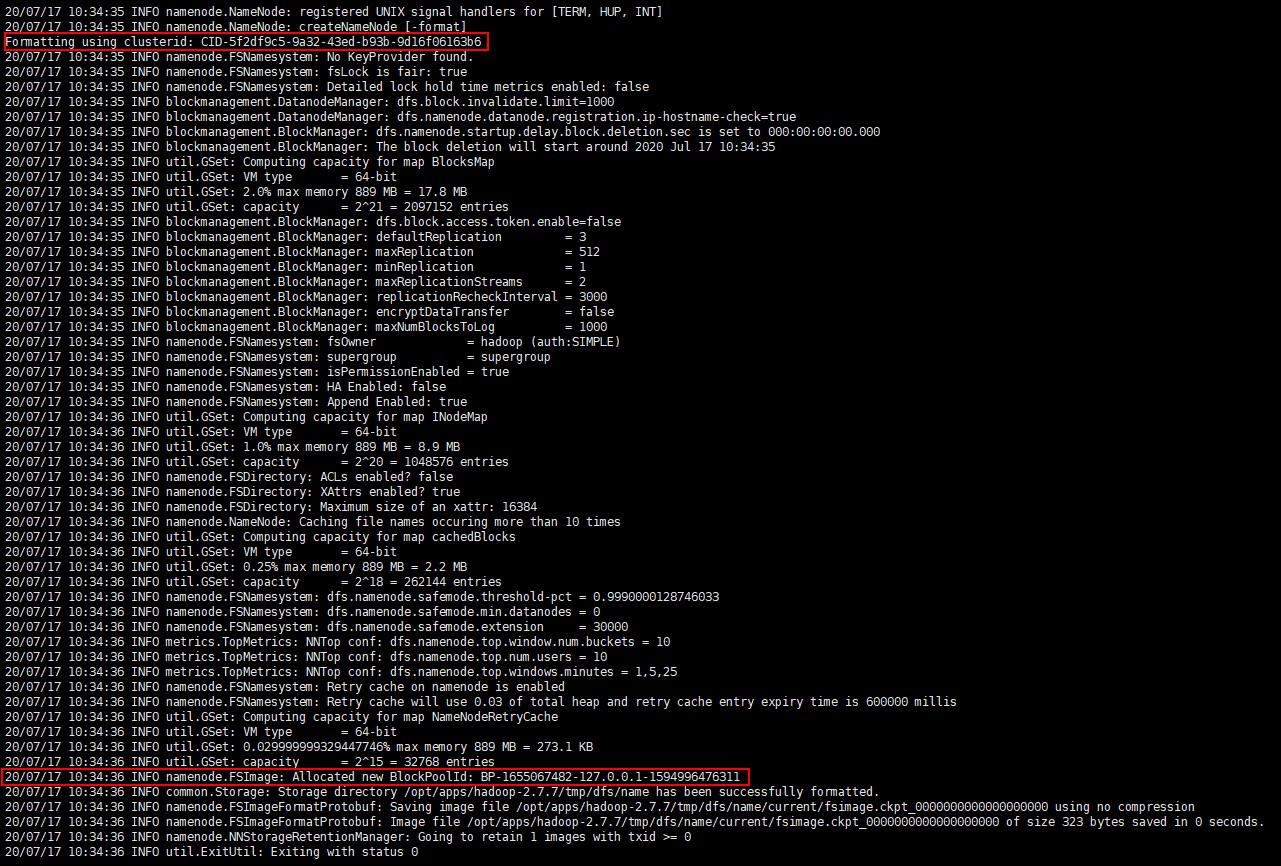 20/07/17 10:34:35 INFO namenode.NameNode: registered UNIX signal handlers for [TERM, HUP, INT]
20/07/17 10:34:35 INFO namenode.NameNode: createNameNode [-format]
Formatting using clusterid: CID-5f2df9c5-9a32-43ed-b93b-9d16f06163b6
20/07/17 10:34:35 INFO namenode.FSNamesystem: No KeyProvider found.
20/07/17 10:34:35 INFO namenode.FSNamesystem: fsLock is fair: true
20/07/17 10:34:35 INFO namenode.FSNamesystem: Detailed lock hold time metrics enabled: false
20/07/17 10:34:35 INFO blockmanagement.DatanodeManager: dfs.block.invalidate.limit=1000
20/07/17 10:34:35 INFO blockmanagement.DatanodeManager: dfs.namenode.datanode.registration.ip-hostname-check=true
20/07/17 10:34:35 INFO blockmanagement.BlockManager: dfs.namenode.startup.delay.block.deletion.sec is set to 000:00:00:00.000
20/07/17 10:34:35 INFO blockmanagement.BlockManager: The block deletion will start around 2020 Jul 17 10:34:35
20/07/17 10:34:35 INFO util.GSet: Computing capacity for map BlocksMap
20/07/17 10:34:35 INFO util.GSet: VM type       = 64-bit
20/07/17 10:34:35 INFO util.GSet: 2.0% max memory 889 MB = 17.8 MB
20/07/17 10:34:35 INFO util.GSet: capacity      = 2^21 = 2097152 entries
20/07/17 10:34:35 INFO blockmanagement.BlockManager: dfs.block.access.token.enable=false
20/07/17 10:34:35 INFO blockmanagement.BlockManager: defaultReplication         = 3
20/07/17 10:34:35 INFO blockmanagement.BlockManager: maxReplication             = 512
20/07/17 10:34:35 INFO blockmanagement.BlockManager: minReplication             = 1
20/07/17 10:34:35 INFO blockmanagement.BlockManager: maxReplicationStreams      = 2
20/07/17 10:34:35 INFO blockmanagement.BlockManager: replicationRecheckInterval = 3000
20/07/17 10:34:35 INFO blockmanagement.BlockManager: encryptDataTransfer        = false
20/07/17 10:34:35 INFO blockmanagement.BlockManager: maxNumBlocksToLog          = 1000
20/07/17 10:34:35 INFO namenode.FSNamesystem: fsOwner             = hadoop (auth:SIMPLE)
20/07/17 10:34:35 INFO namenode.FSNamesystem: supergroup          = supergroup
20/07/17 10:34:35 INFO namenode.FSNamesystem: isPermissionEnabled = true
20/07/17 10:34:35 INFO namenode.FSNamesystem: HA Enabled: false
20/07/17 10:34:35 INFO namenode.FSNamesystem: Append Enabled: true
20/07/17 10:34:36 INFO util.GSet: Computing capacity for map INodeMap
20/07/17 10:34:36 INFO util.GSet: VM type       = 64-bit
20/07/17 10:34:36 INFO util.GSet: 1.0% max memory 889 MB = 8.9 MB
20/07/17 10:34:36 INFO util.GSet: capacity      = 2^20 = 1048576 entries
20/07/17 10:34:36 INFO namenode.FSDirectory: ACLs enabled? false
20/07/17 10:34:36 INFO namenode.FSDirectory: XAttrs enabled? true
20/07/17 10:34:36 INFO namenode.FSDirectory: Maximum size of an xattr: 16384
20/07/17 10:34:36 INFO namenode.NameNode: Caching file names occuring more than 10 times
20/07/17 10:34:36 INFO util.GSet: Computing capacity for map cachedBlocks
20/07/17 10:34:36 INFO util.GSet: VM type       = 64-bit
20/07/17 10:34:36 INFO util.GSet: 0.25% max memory 889 MB = 2.2 MB
20/07/17 10:34:36 INFO util.GSet: capacity      = 2^18 = 262144 entries
20/07/17 10:34:36 INFO namenode.FSNamesystem: dfs.namenode.safemode.threshold-pct = 0.9990000128746033
20/07/17 10:34:36 INFO namenode.FSNamesystem: dfs.namenode.safemode.min.datanodes = 0
20/07/17 10:34:36 INFO namenode.FSNamesystem: dfs.namenode.safemode.extension     = 30000
20/07/17 10:34:36 INFO metrics.TopMetrics: NNTop conf: dfs.namenode.top.window.num.buckets = 10
20/07/17 10:34:36 INFO metrics.TopMetrics: NNTop conf: dfs.namenode.top.num.users = 10
20/07/17 10:34:36 INFO metrics.TopMetrics: NNTop conf: dfs.namenode.top.windows.minutes = 1,5,25
20/07/17 10:34:36 INFO namenode.FSNamesystem: Retry cache on namenode is enabled
20/07/17 10:34:36 INFO namenode.FSNamesystem: Retry cache will use 0.03 of total heap and retry cache entry expiry time is 600000 millis
20/07/17 10:34:36 INFO util.GSet: Computing capacity for map NameNodeRetryCache
20/07/17 10:34:36 INFO util.GSet: VM type       = 64-bit
20/07/17 10:34:36 INFO util.GSet: 0.029999999329447746% max memory 889 MB = 273.1 KB
20/07/17 10:34:36 INFO util.GSet: capacity      = 2^15 = 32768 entries
20/07/17 10:34:36 INFO namenode.FSImage: Allocated new BlockPoolId: BP-1655067482-127.0.0.1-1594996476311
20/07/17 10:34:36 INFO common.Storage: Storage directory /opt/apps/hadoop-2.7.7/tmp/dfs/name has been successfully formatted.
20/07/17 10:34:36 INFO namenode.FSImageFormatProtobuf: Saving image file /opt/apps/hadoop-2.7.7/tmp/dfs/name/current/fsimage.ckpt_0000000000000000000 using no compression
20/07/17 10:34:36 INFO namenode.FSImageFormatProtobuf: Image file /opt/apps/hadoop-2.7.7/tmp/dfs/name/current/fsimage.ckpt_0000000000000000000 of size 323 bytes saved in 0 seconds.
20/07/17 10:34:36 INFO namenode.NNStorageRetentionManager: Going to retain 1 images with txid >= 0
20/07/17 10:34:36 INFO util.ExitUtil: Exiting with status 0